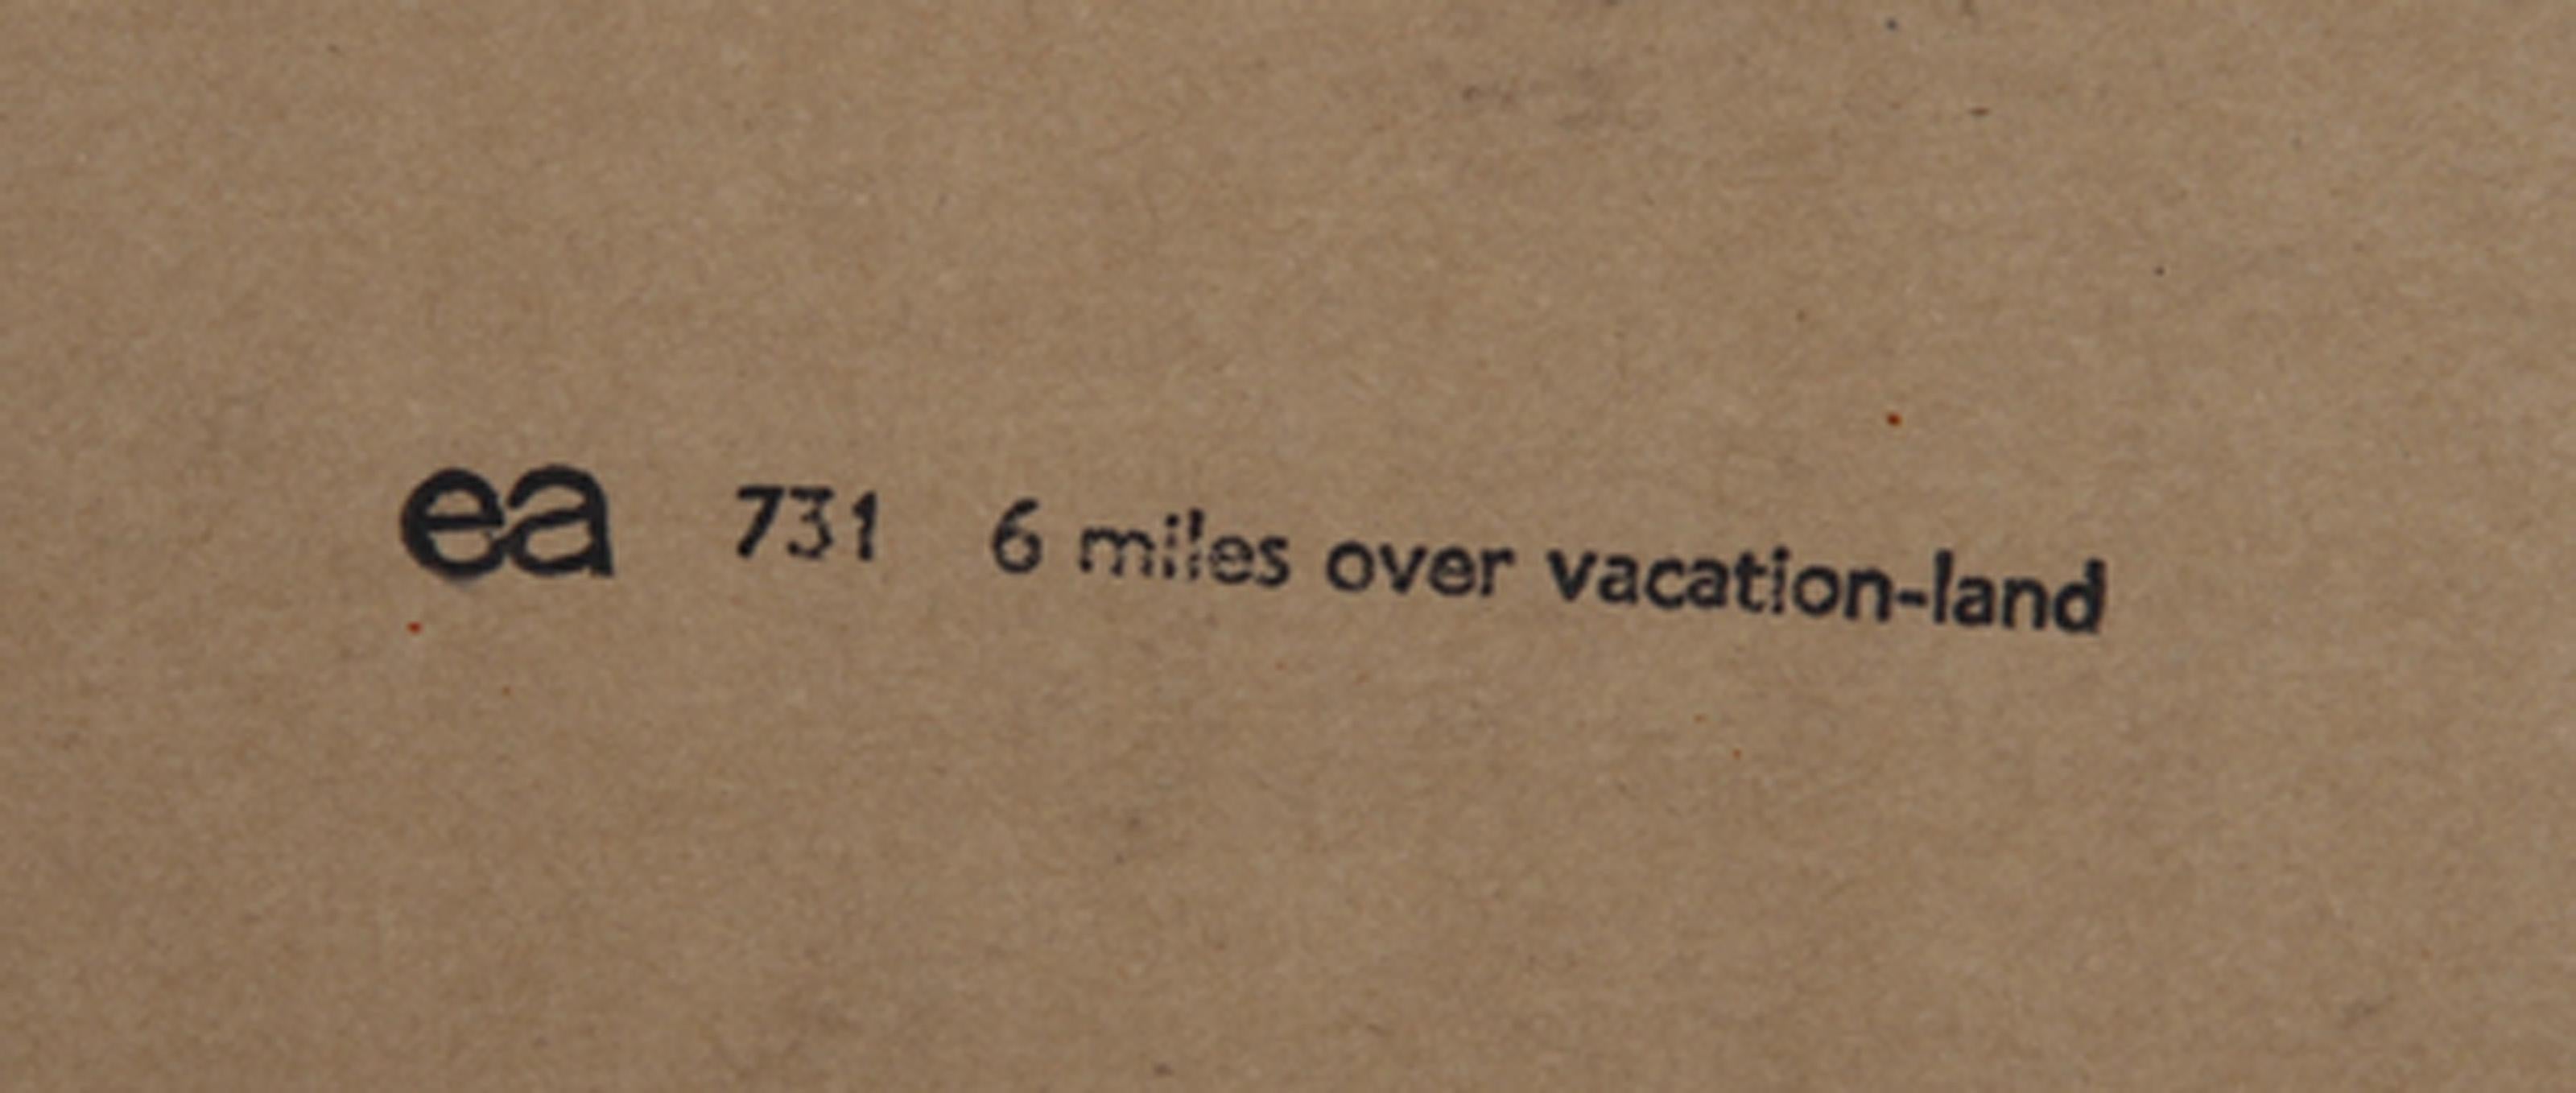 ea 731 6 miles over vacation-land